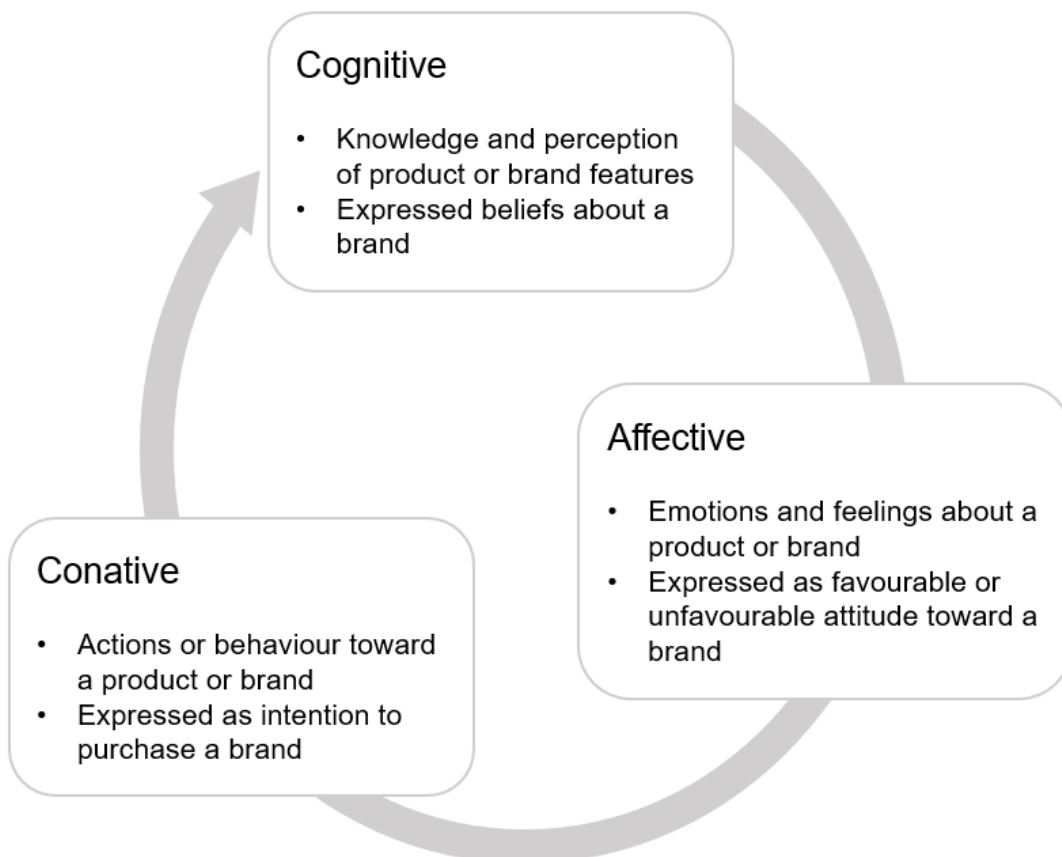 Cognitive
• Knowledge and perception
of product or brand features
• Expressed beliefs about a
brand
Affective
• Emotions and feelings about a
product or brand
• Expressed as favourable or
unfavourable attitude toward a
brand
Conative
• Actions or behaviour toward
a product or brand
• Expressed as intention to
purchase a brand